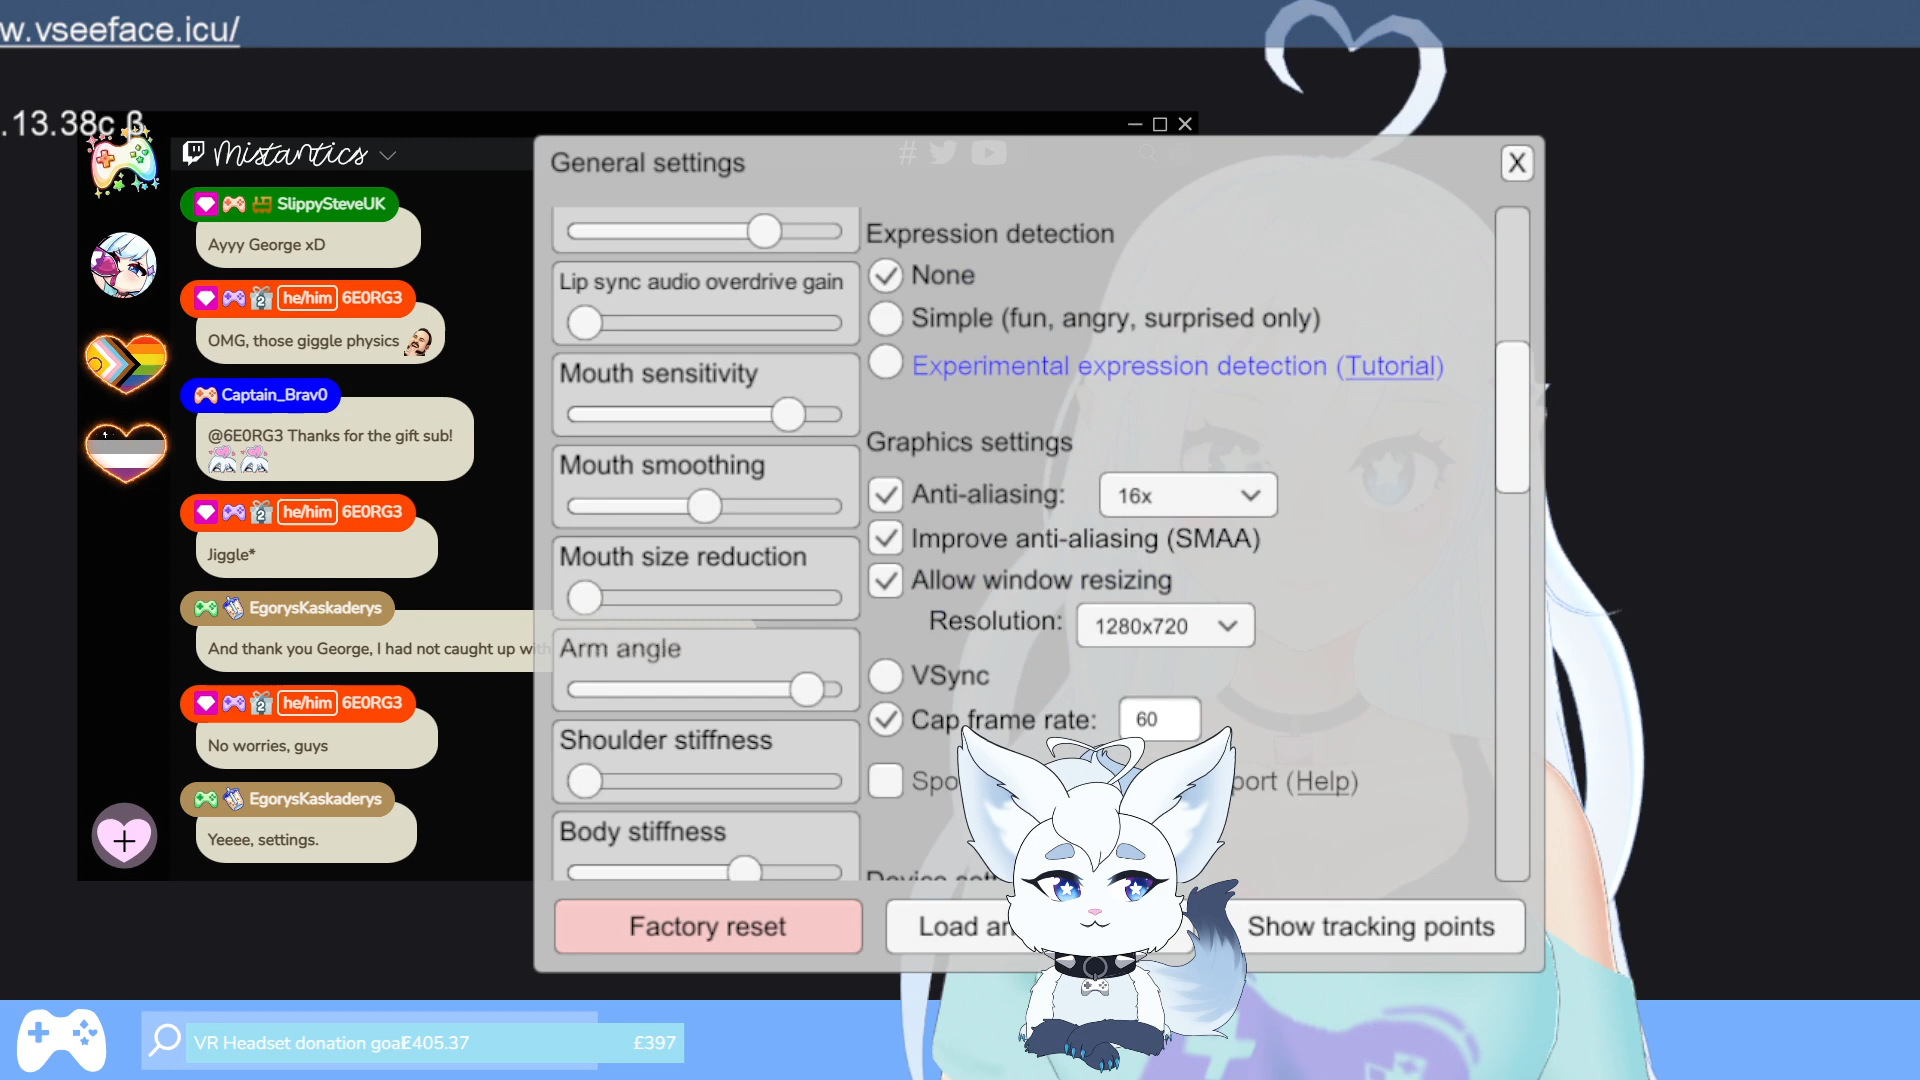 w.vseeface.icu/
.13.38c β
Mistantics
SlippySteveUK
Ayyy George xD
2 he/him 6E0RG3
OMG, those giggle physics
Captain_Brav0
@6E0RG3 Thanks for the gift sub!
2 he/him 6E0RG3
Jiggle*
EgorysKaskaderys
And thank you George, I had not caught up with
2 he/him 6E0RG3
No worries, guys
EgorysKaskaderys
Yeeee, settings.
General settings
X
Lip sync audio overdrive gain
Mouth sensitivity
Mouth smoothing
Mouth size reduction
Arm angle
Shoulder stiffness
Body stiffness
Expression detection
None
Simple (fun, angry, surprised only)
Experimental expression detection (Tutorial)
Graphics settings
Anti-aliasing: 16x
Improve anti-aliasing (SMAA)
Allow window resizing
Resolution: 1280x720
VSync
Cap frame rate: 60
(Help)
Factory reset
Load
Show tracking points
VR Headset donation goal £405.37 £397